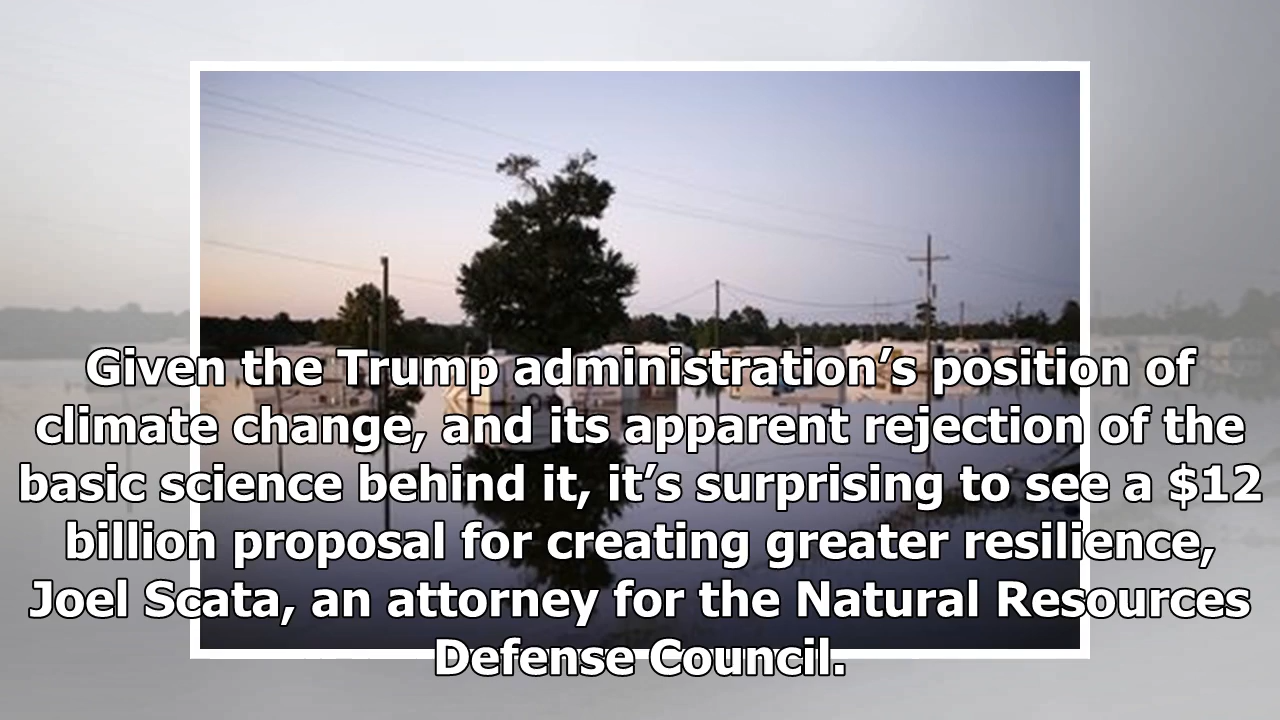 Given the Trump administration’s position of
climate change, and its apparent rejection of the
basic science behind it, it’s surprising to see a $12
billion proposal for creating greater resilience,
Joel Scata, an attorney for the Natural Resources
Defense Council.